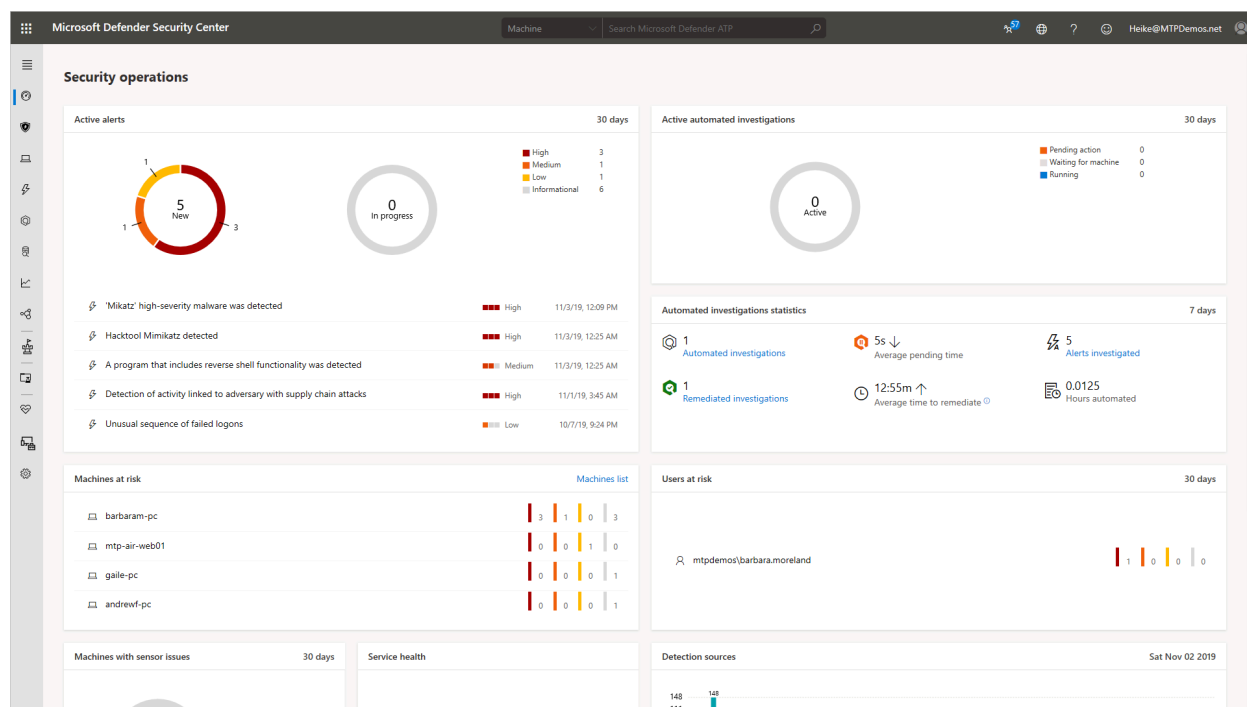 Microsoft Defender Security Center
Machine
Search Microsoft Defender ATP
57
?
Heike@MTPDemos.net
Security operations
Active alerts 30 days
High 3
Medium 1
Low 1
Informational 6
1
5
New
1
3
0
In progress
'Mikatz' high-severity malware was detected High 11/3/19, 12:09 PM
Hacktool Mimikatz detected High 11/3/19, 12:25 AM
A program that includes reverse shell functionality was detected Medium 11/3/19, 12:25 AM
Detection of activity linked to adversary with supply chain attacks High 11/1/19, 3:45 AM
Unusual sequence of failed logons Low 10/7/19, 9:24 PM
Active automated investigations 30 days
Pending action 0
Waiting for machine 0
Running 0
0
Active
Automated investigations statistics 7 days
1
Automated investigations
5s ↓
Average pending time
5
Alerts investigated
1
Remediated investigations
12:55m ↑
Average time to remediate
0.0125
Hours automated
Machines at risk Machines list
barbaram-pc 3 1 0 3
mtp-air-web01 0 0 1 0
gaile-pc 0 0 0 1
andrewf-pc 0 0 0 1
Users at risk 30 days
mtpdemos\barbara.moreland 1 0 0 0
Machines with sensor issues 30 days
Service health
Detection sources Sat Nov 02 2019
148
148